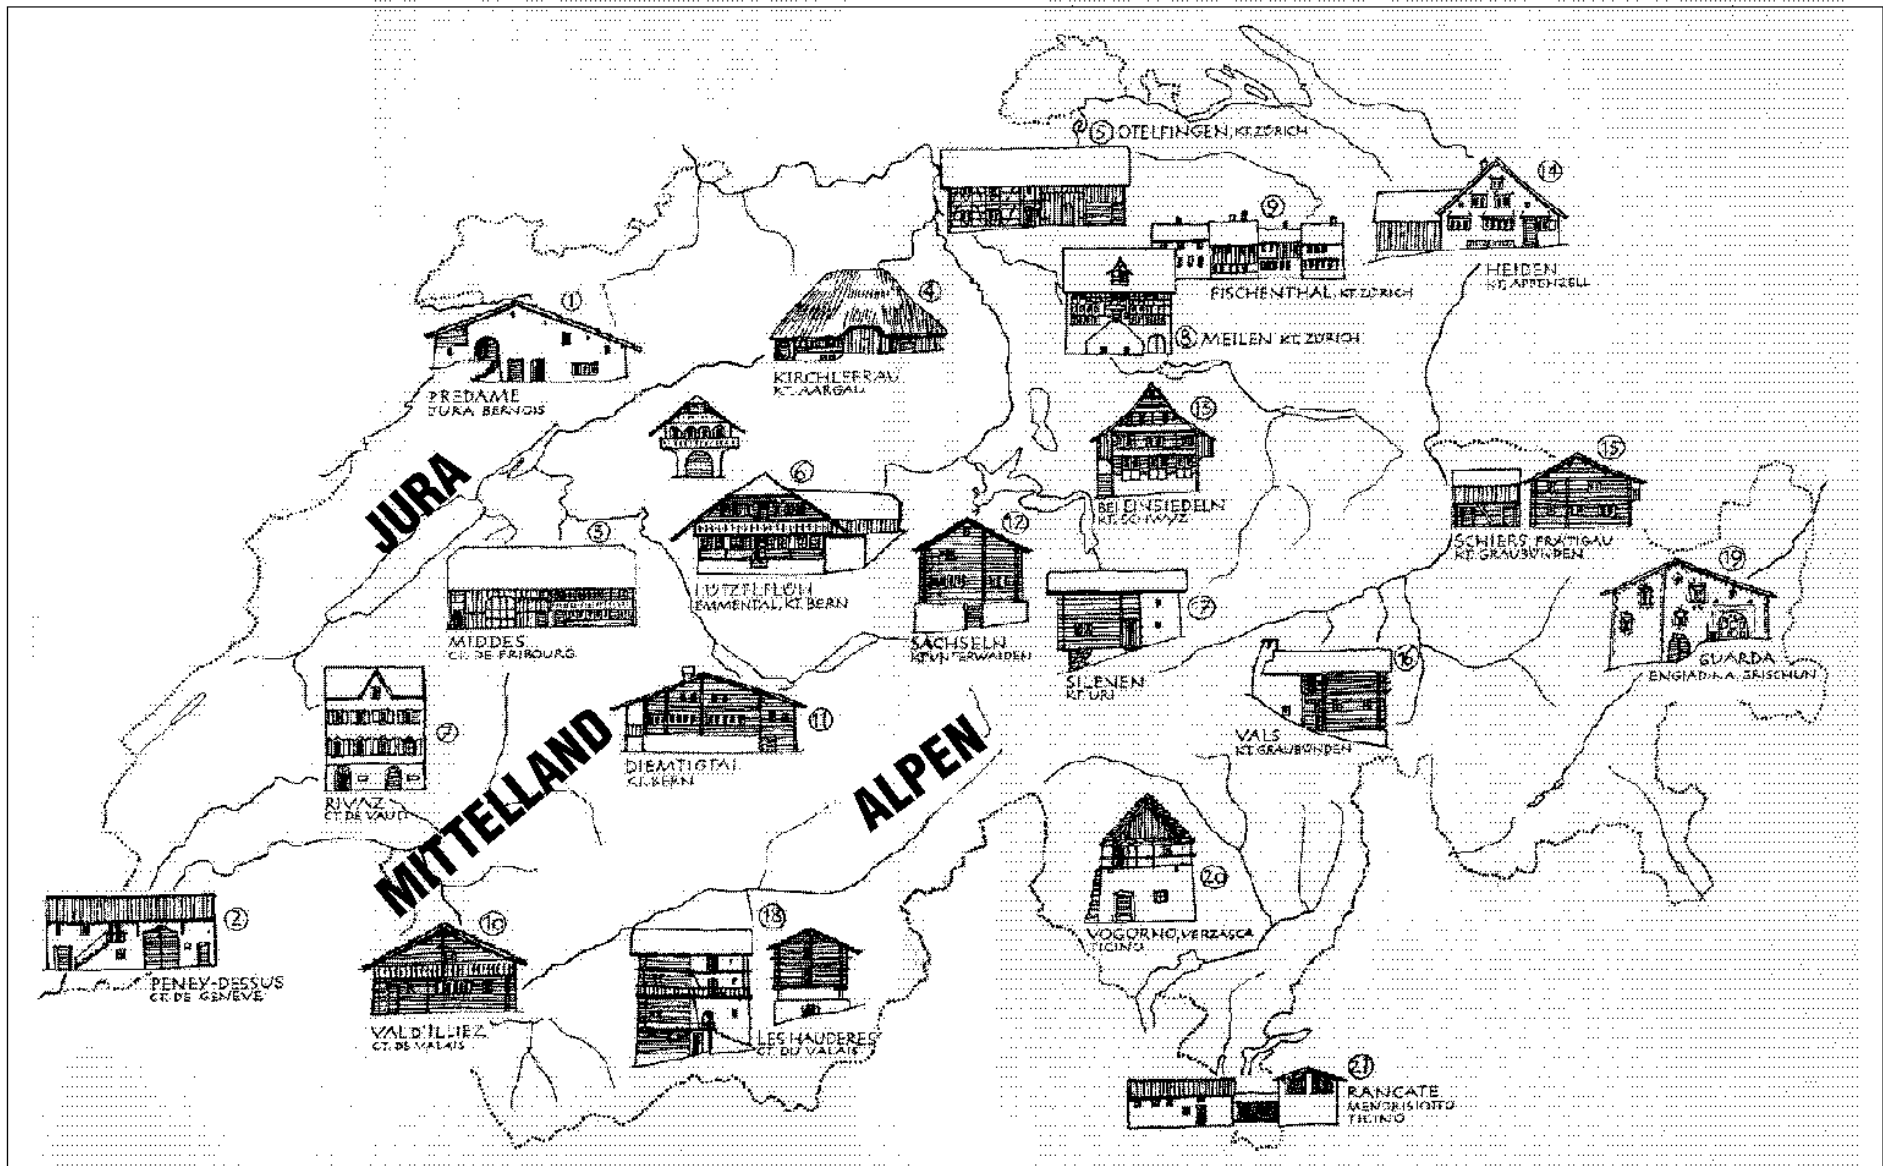 5 OTELFINGEN, KT. ZÜRICH
14
9
HEIDEN
KT. APPENZELL
FISCHENTHAL, KT. ZÜRICH
1
4
8 MEILEN KT. ZÜRICH
KIRCHLEERAU
KT. AARGAU
PREDAME
JURA BERNOIS
13
JURA
6
15
BEI EINSIEDELN
KT. SCHWYZ
12
3
SCHIERS, PRÄTIGAU
KT. GRAUBÜNDEN
19
LÜTZELFLÜH
EMMENTAL, KT. BERN
17
MIDDES
CT. DE FRIBOURG
SACHSELN
KT. UNTERWALDEN
16
GUARDA
ENGIADINA, GRISCHUN
SILENEN
KT. URI
7
11
VALS
KT. GRAUBÜNDEN
DIEMTIGTAL
KT. BERN
MITTELLAND
ALPEN
RIVAZ
CT. DE VAUD
20
2
10
18
VOGORNO, VERZASCA
TICINO
PENEY-DESSUS
CT. DE GENÈVE
VAL D'ILLIEZ
CT. DE VALAIS
LES HAUDERES
CT. DU VALAIS
21
RANCATE
MENDRISIOTTO
TICINO